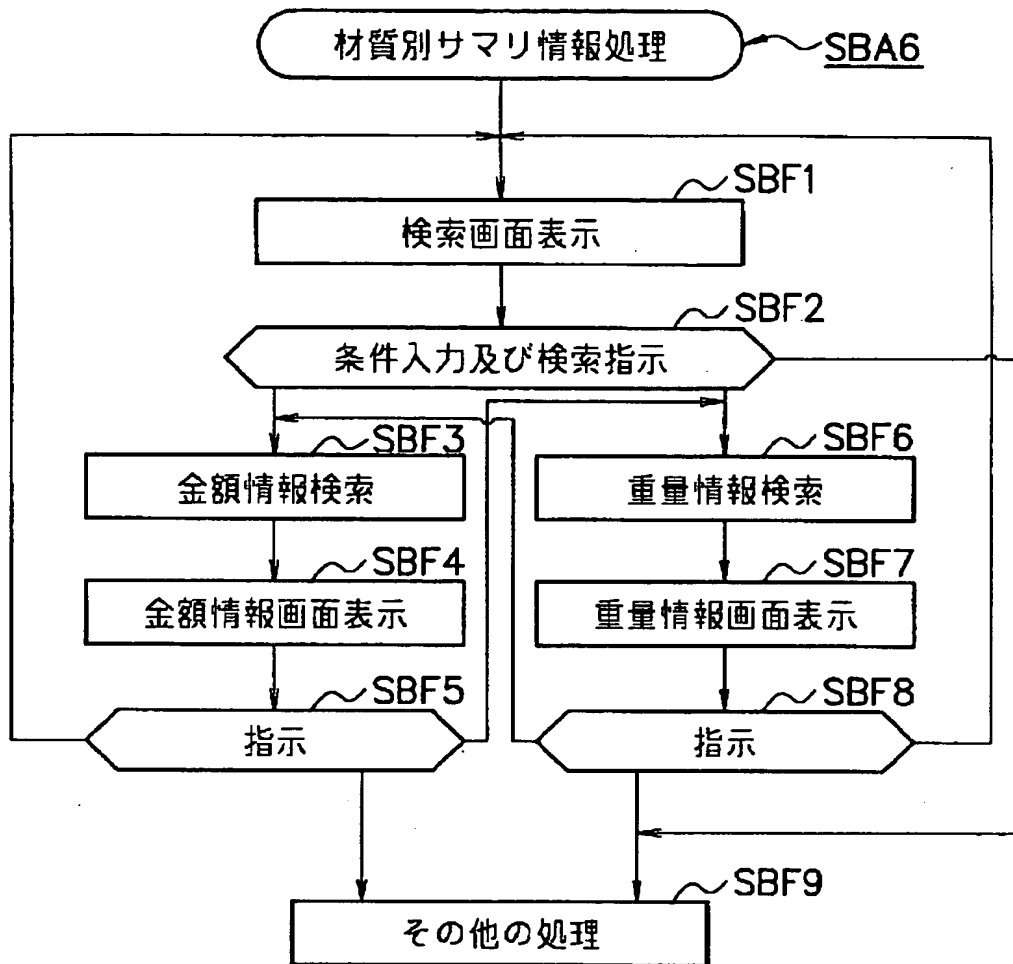 材質別サマリ情報処理
SBA6
SBF1
検索画面表示
SBF2
条件入力及び検索指示
SBF3
金額情報検索
SBF6
重量情報検索
SBF4
金額情報画面表示
SBF7
重量情報画面表示
SBF5
指示
SBF8
指示
SBF9
その他の処理